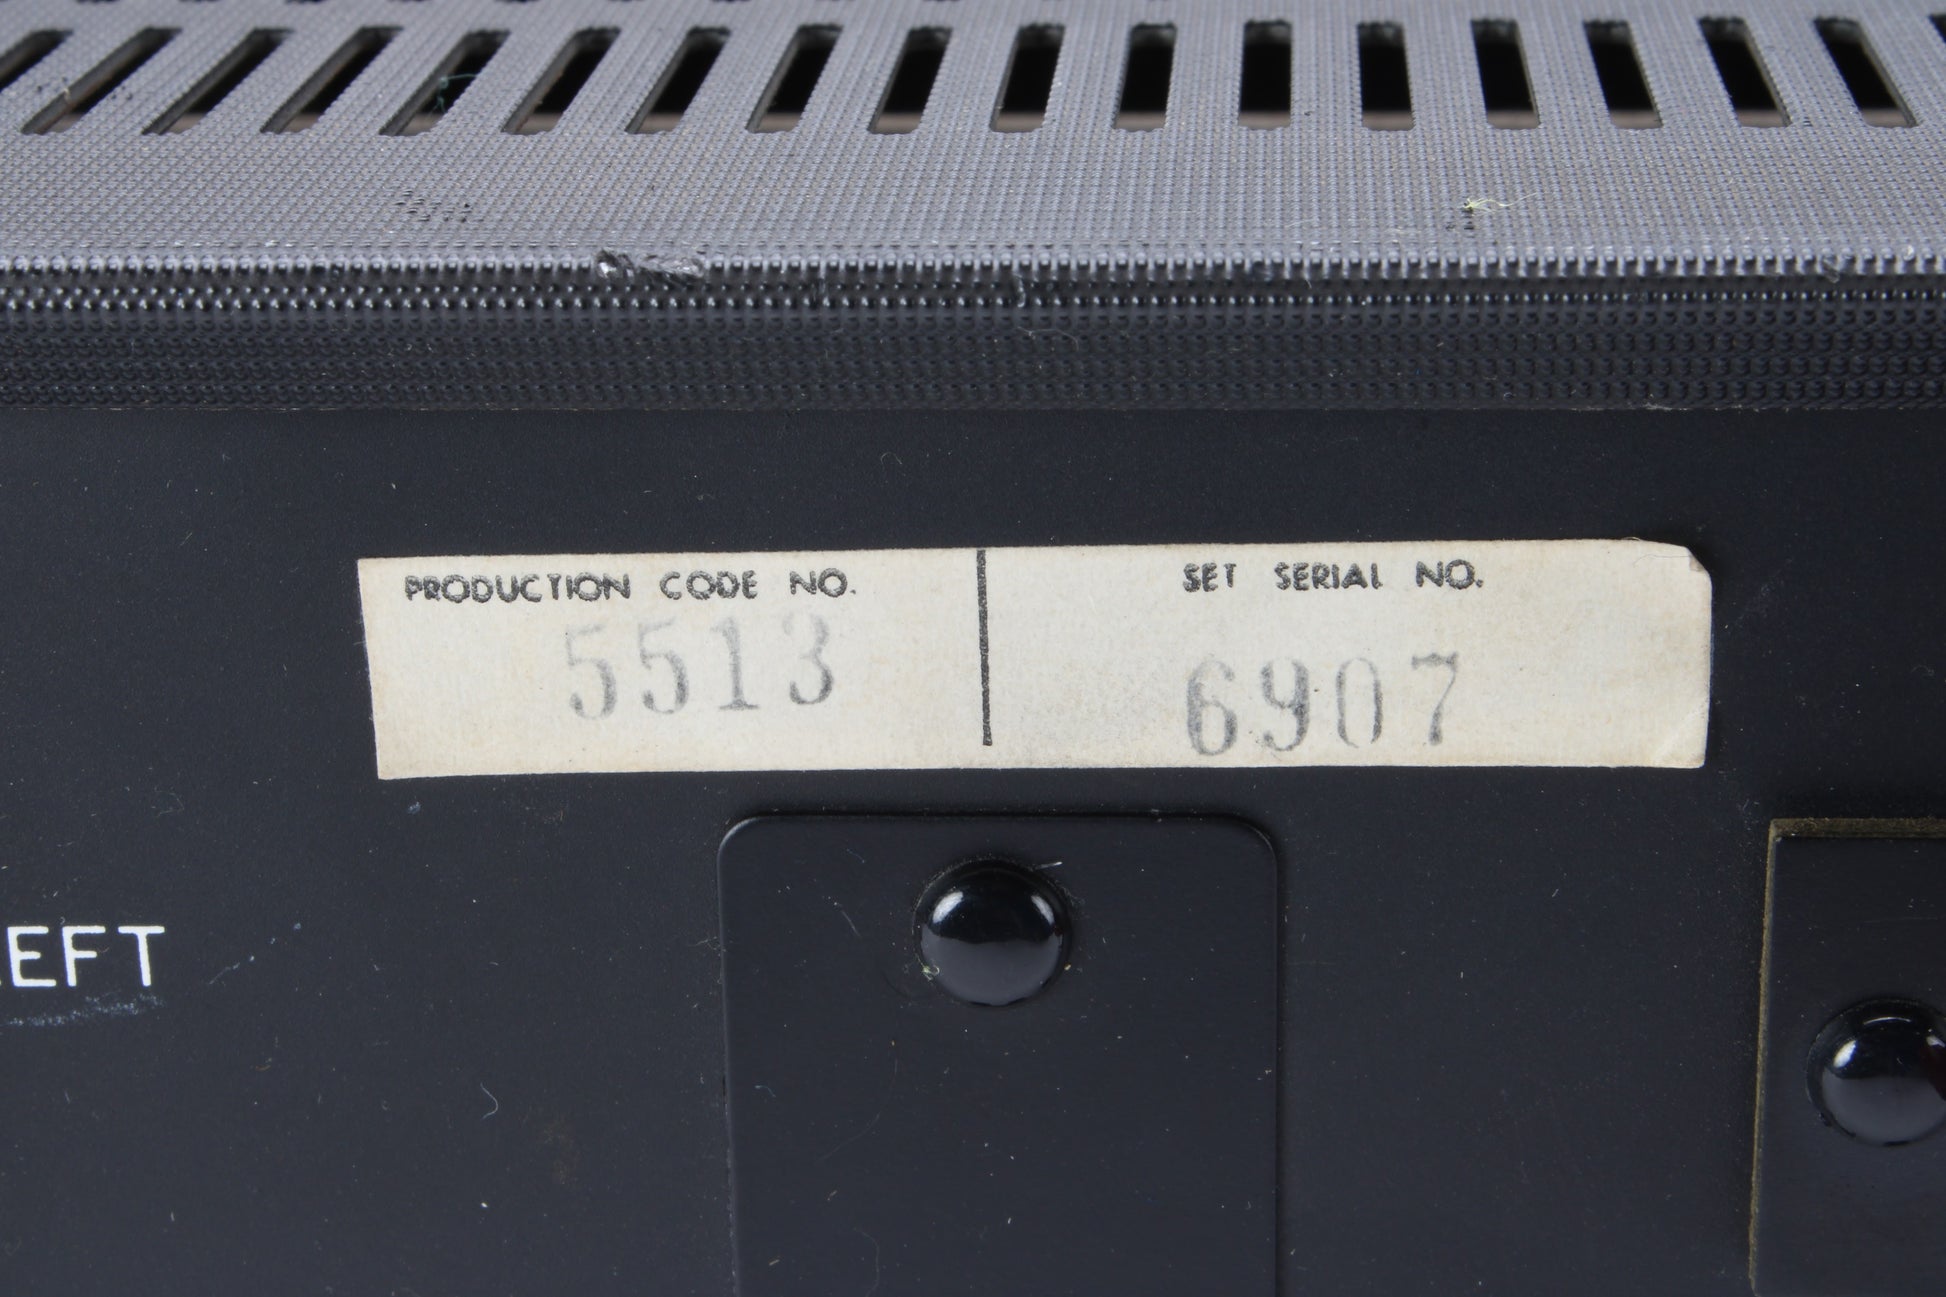 PRODUCTION CODE NO.
5513
SET SERIAL NO.
6907
EFT